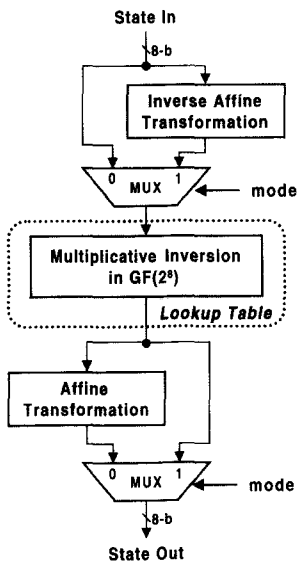 State In
8-b
Inverse Affine
Transformation
0 1
MUX
mode
Multiplicative Inversion
in GF(2⁸)
Lookup Table
Affine
Transformation
0 1
MUX
mode
8-b
State Out